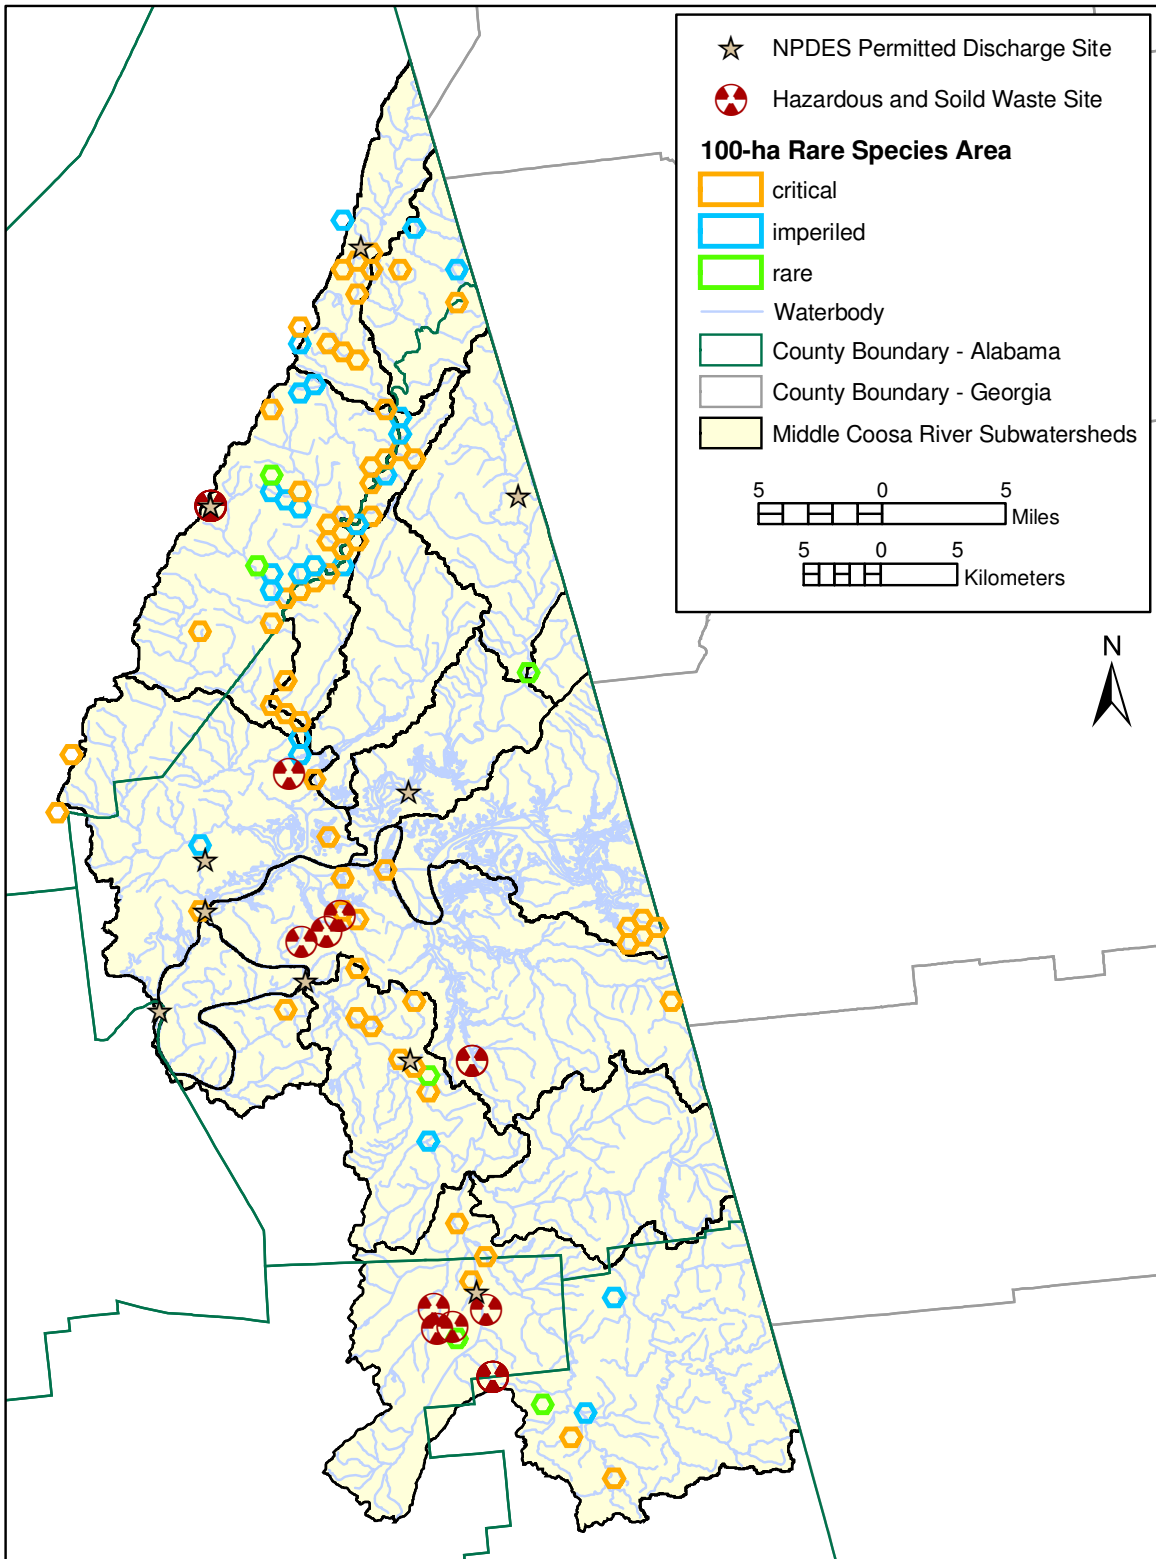 NPDES Permitted Discharge Site
Hazardous and Soild Waste Site
100-ha Rare Species Area
critical
imperiled
rare
Waterbody
County Boundary - Alabama
County Boundary - Georgia
Middle Coosa River Subwatersheds
5 0 5
Miles
5 0 5
Kilometers
N